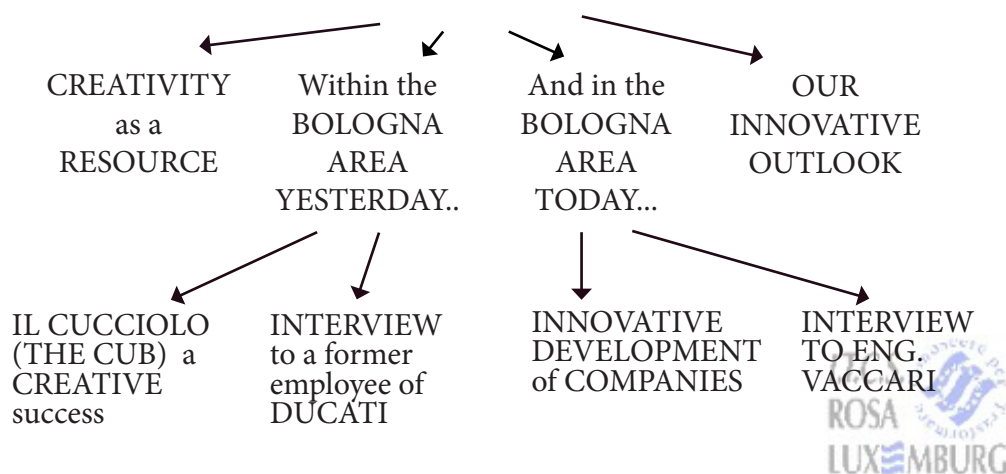 CREATIVITY
as a
RESOURCE
Within the
BOLOGNA
AREA
YESTERDAY..
And in the
BOLOGNA
AREA
TODAY...
OUR
INNOVATIVE
OUTLOOK
IL CUCCIOLO
(THE CUB) a
CREATIVE
success
INTERVIEW
to a former
employee of
DUCATI
INNOVATIVE
DEVELOPMENT
of COMPANIES
INTERVIEW
TO ENG.
VACCARI
ROSA
LUXEMBURG